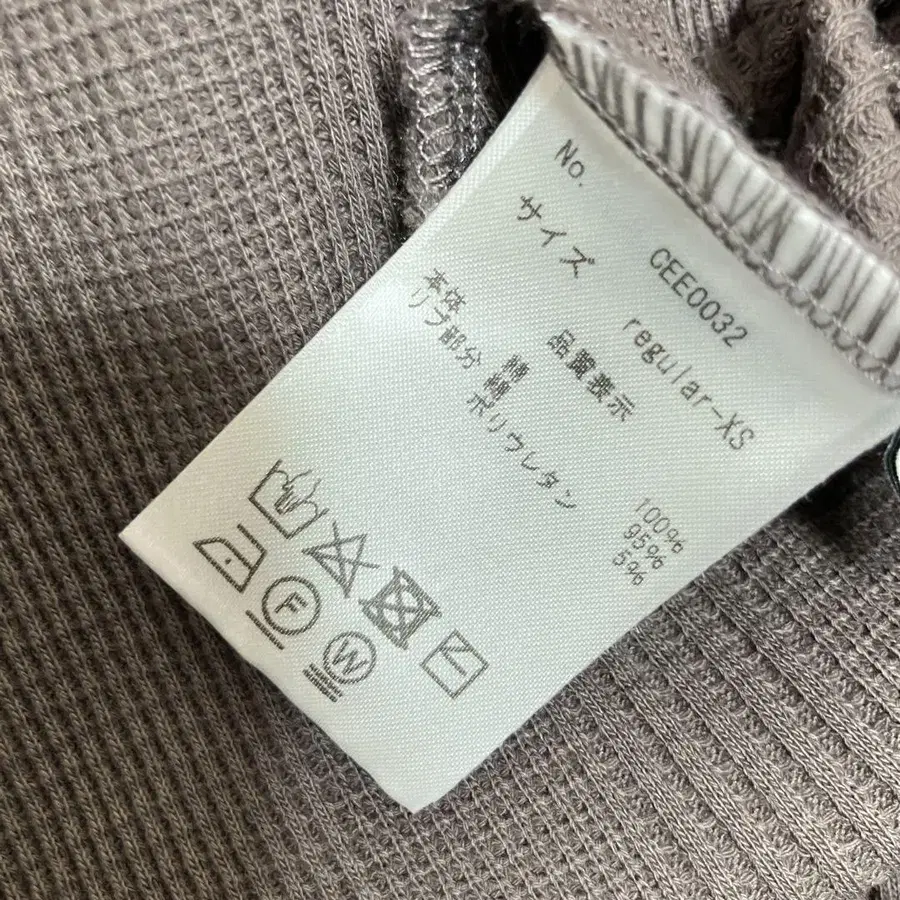 No. CEE0032
サイズ regular-XS
品質表示
本体 綿 100%
リブ部分 綿 95%
ポリウレタン 5%
F
W